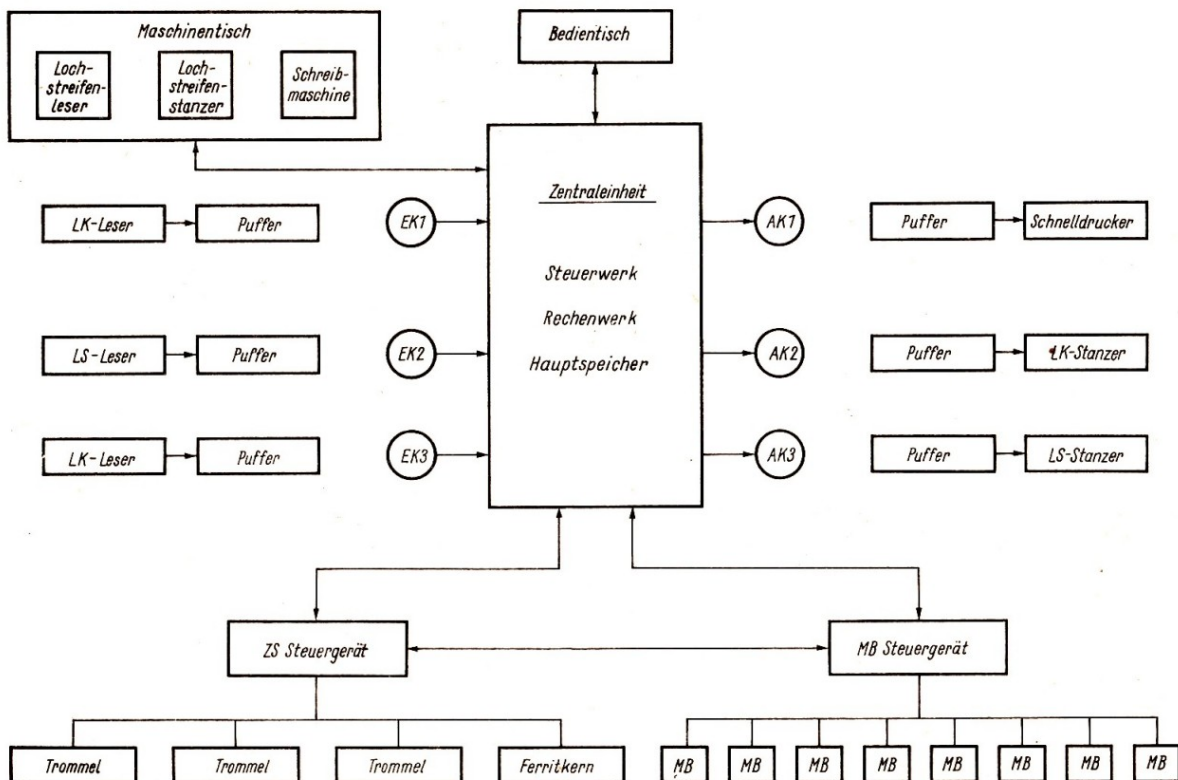 Maschinentisch
Loch-
streifen-
leser
Loch-
streifen-
stanzer
Schreib-
maschine
Bedientisch
Zentraleinheit
Steuerwerk
Rechenwerk
Hauptspeicher
LK-Leser
Puffer
EK1
AK1
Puffer
Schnelldrucker
LS-Leser
Puffer
EK2
AK2
Puffer
LK-Stanzer
LK-Leser
Puffer
EK3
AK3
Puffer
LS-Stanzer
ZS Steuergerät
MB Steuergerät
Trommel
Trommel
Trommel
Ferritkern
MB
MB
MB
MB
MB
MB
MB
MB